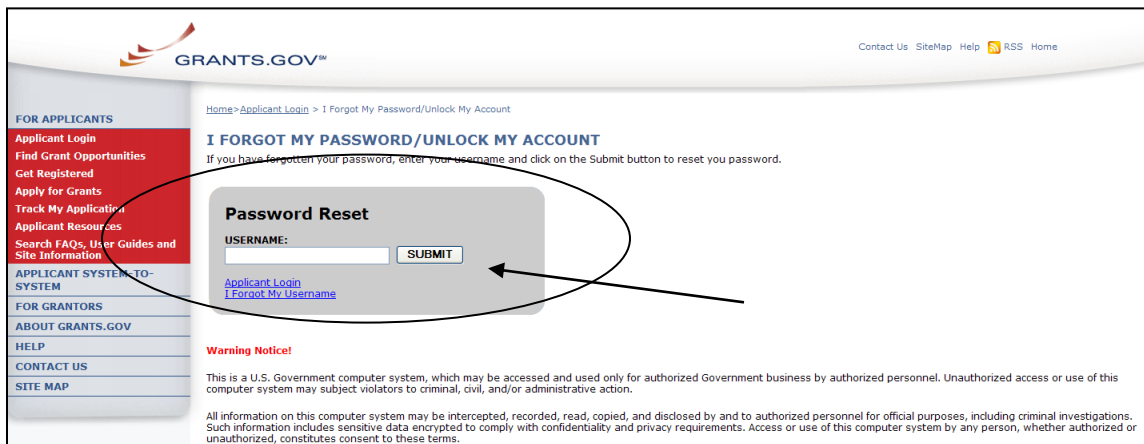 GRANTS.GOV℠
Contact Us SiteMap Help RSS Home
Home>Applicant Login > I Forgot My Password/Unlock My Account
FOR APPLICANTS
Applicant Login
Find Grant Opportunities
Get Registered
Apply for Grants
Track My Application
Applicant Resources
Search FAQs, User Guides and
Site Information
APPLICANT SYSTEM-TO-
SYSTEM
FOR GRANTORS
ABOUT GRANTS.GOV
HELP
CONTACT US
SITE MAP
I FORGOT MY PASSWORD/UNLOCK MY ACCOUNT
If you have forgotten your password, enter your username and click on the Submit button to reset you password.
Password Reset
USERNAME:
SUBMIT
Applicant Login
I Forgot My Username
Warning Notice!
This is a U.S. Government computer system, which may be accessed and used only for authorized Government business by authorized personnel. Unauthorized access or use of this
computer system may subject violators to criminal, civil, and/or administrative action.
All information on this computer system may be intercepted, recorded, read, copied, and disclosed by and to authorized personnel for official purposes, including criminal investigations.
Such information includes sensitive data encrypted to comply with confidentiality and privacy requirements. Access or use of this computer system by any person, whether authorized or
unauthorized, constitutes consent to these terms.